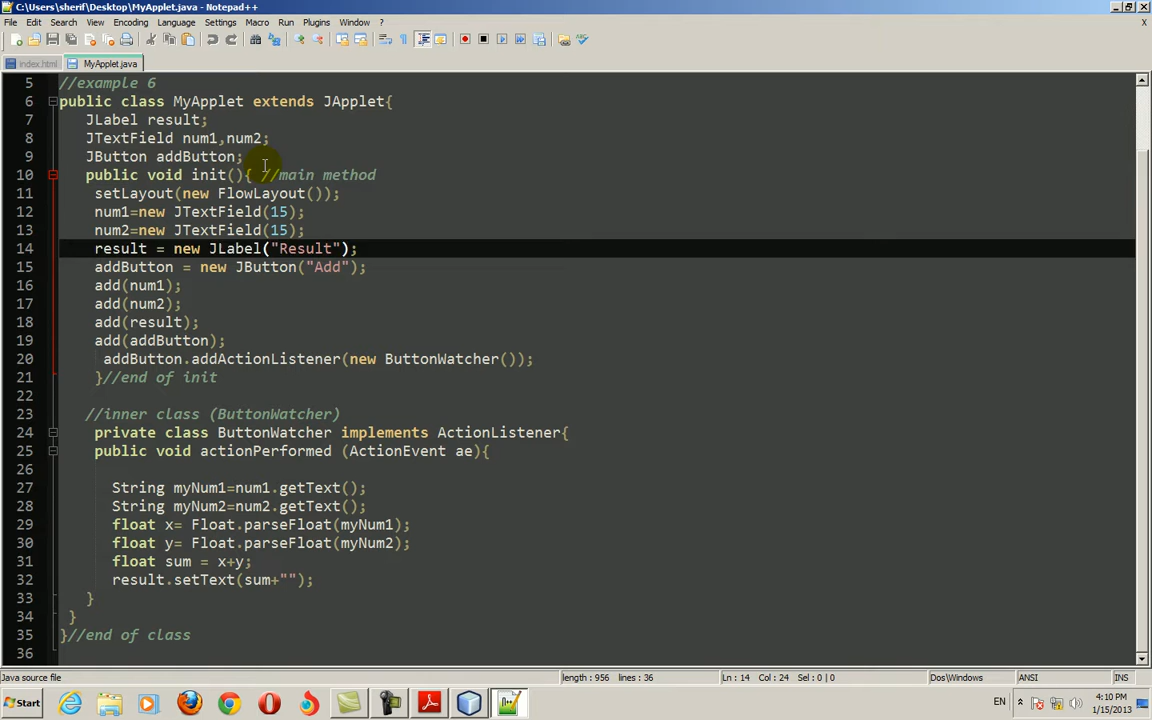 C:\Users\sherif\Desktop\MyApplet.java - Notepad++
File Edit Search View Encoding Language Settings Macro Run Plugins Window ? X
index.html MyApplet.java
5 //example 6
6 public class MyApplet extends JApplet{
7 JLabel result;
8 JTextField num1,num2;
9 JButton addButton;
10 public void init(){ //main method
11 setLayout(new FlowLayout());
12 num1=new JTextField(15);
13 num2=new JTextField(15);
14 result = new JLabel("Result");
15 addButton = new JButton("Add");
16 add(num1);
17 add(num2);
18 add(result);
19 add(addButton);
20 addButton.addActionListener(new ButtonWatcher());
21 }//end of init
22
23 //inner class (ButtonWatcher)
24 private class ButtonWatcher implements ActionListener{
25 public void actionPerformed (ActionEvent ae){
26
27 String myNum1=num1.getText();
28 String myNum2=num2.getText();
29 float x= Float.parseFloat(myNum1);
30 float y= Float.parseFloat(myNum2);
31 float sum = x+y;
32 result.setText(sum+"");
33 }
34 }
35 }//end of class
36
Java source file length : 956 lines : 36 Ln : 14 Col : 24 Sel : 0 | 0 Dos\Windows ANSI INS
Start EN 4:10 PM
1/15/2013